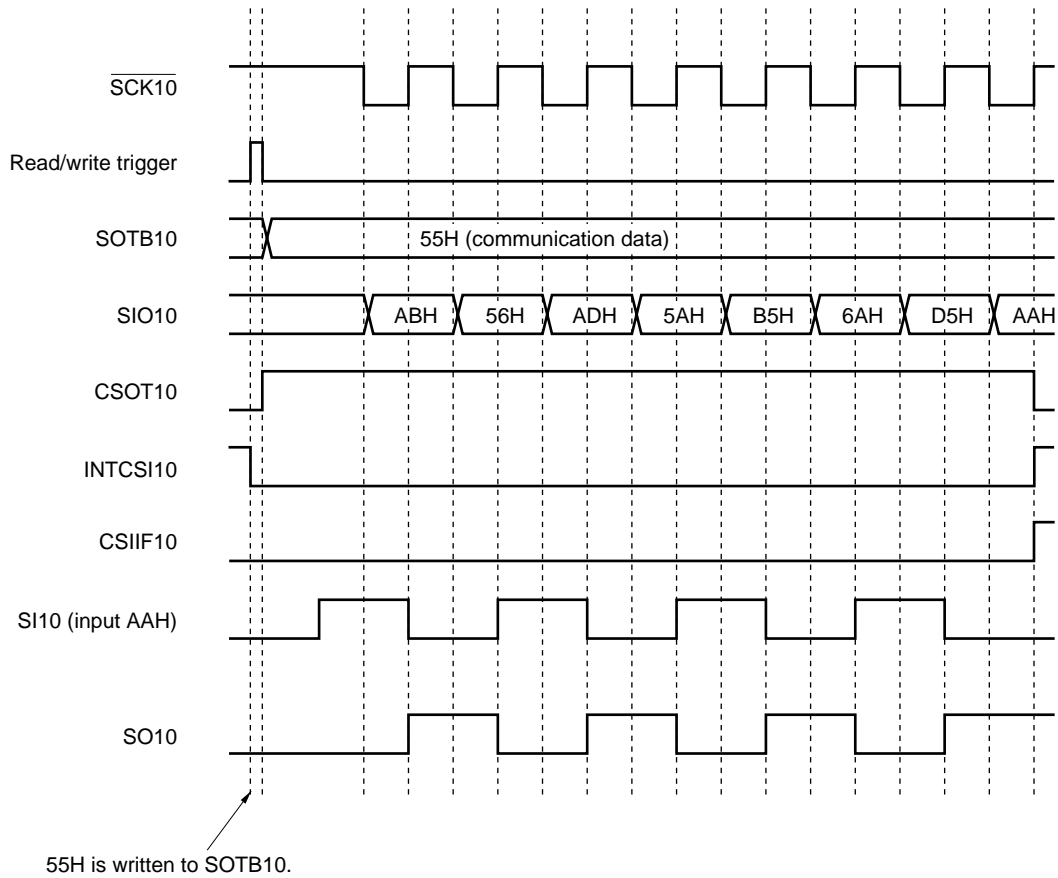 SCK10
Read/write trigger
SOTB10
55H (communication data)
SIO10
ABH 56H ADH 5AH B5H 6AH D5H AAH
CSOT10
INTCSI10
CSIIF10
SI10 (input AAH)
SO10
55H is written to SOTB10.